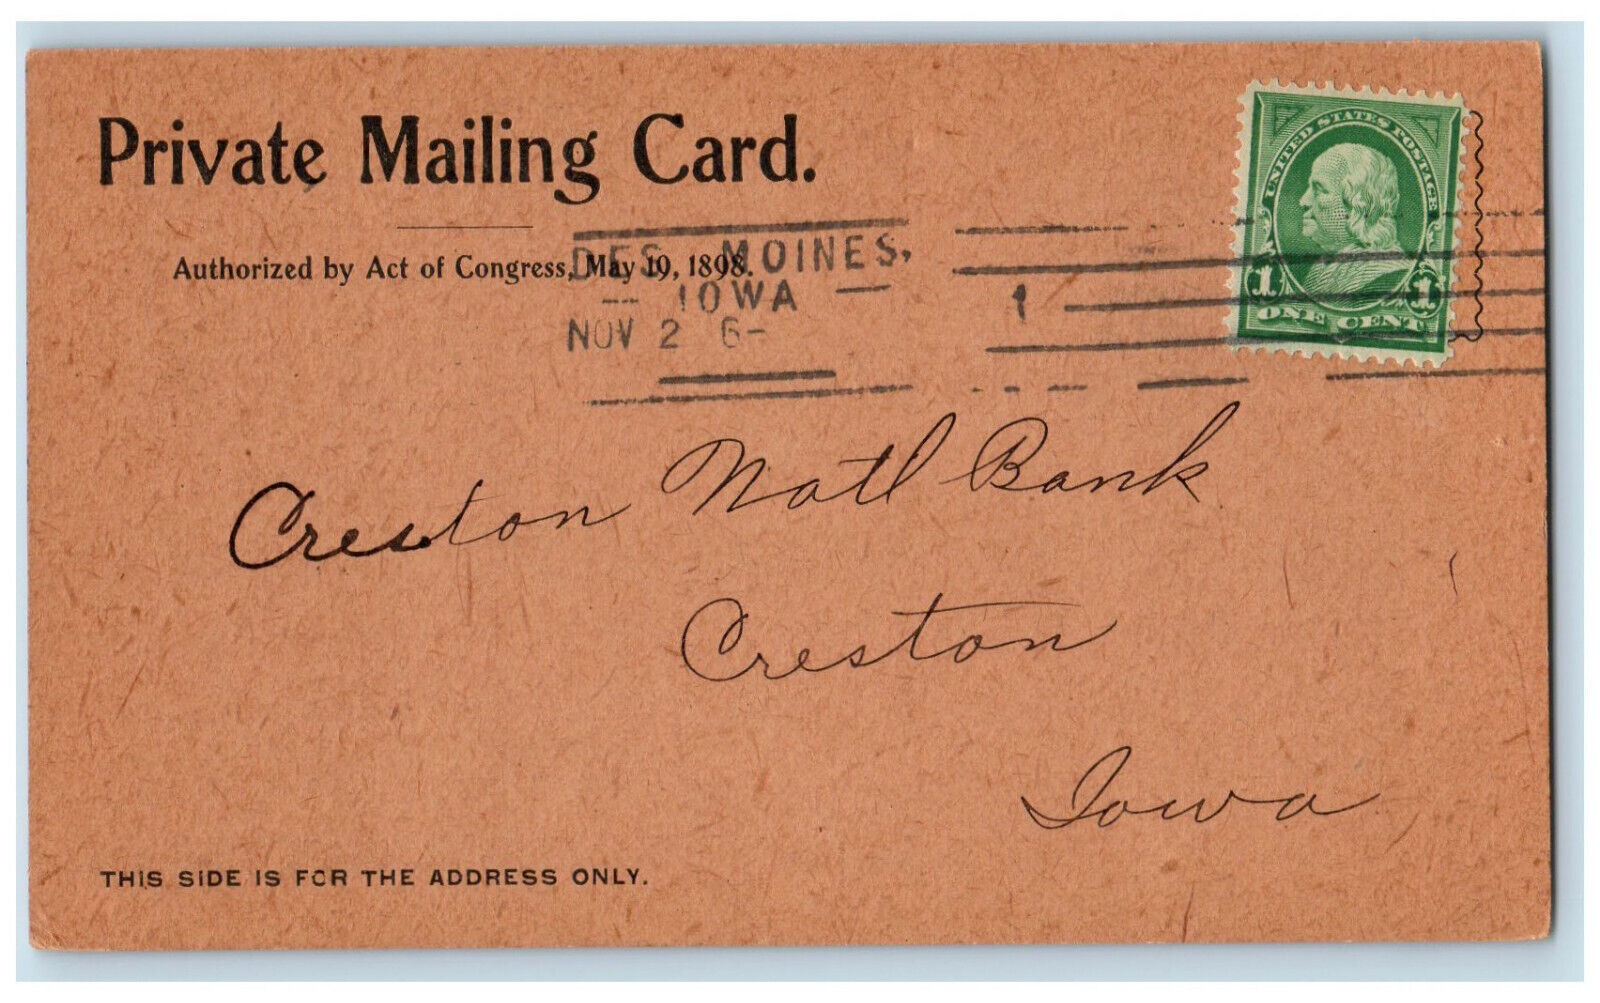 Private Mailing Card.
Authorized by Act of Congress, May 19, 1898.
UNITED STATES POSTAGE
1 1
ONE CENT
DES MOINES,
IOWA
NOV 2 6-
1
Creston Natl Bank
Creston
Iowa
THIS SIDE IS FOR THE ADDRESS ONLY.